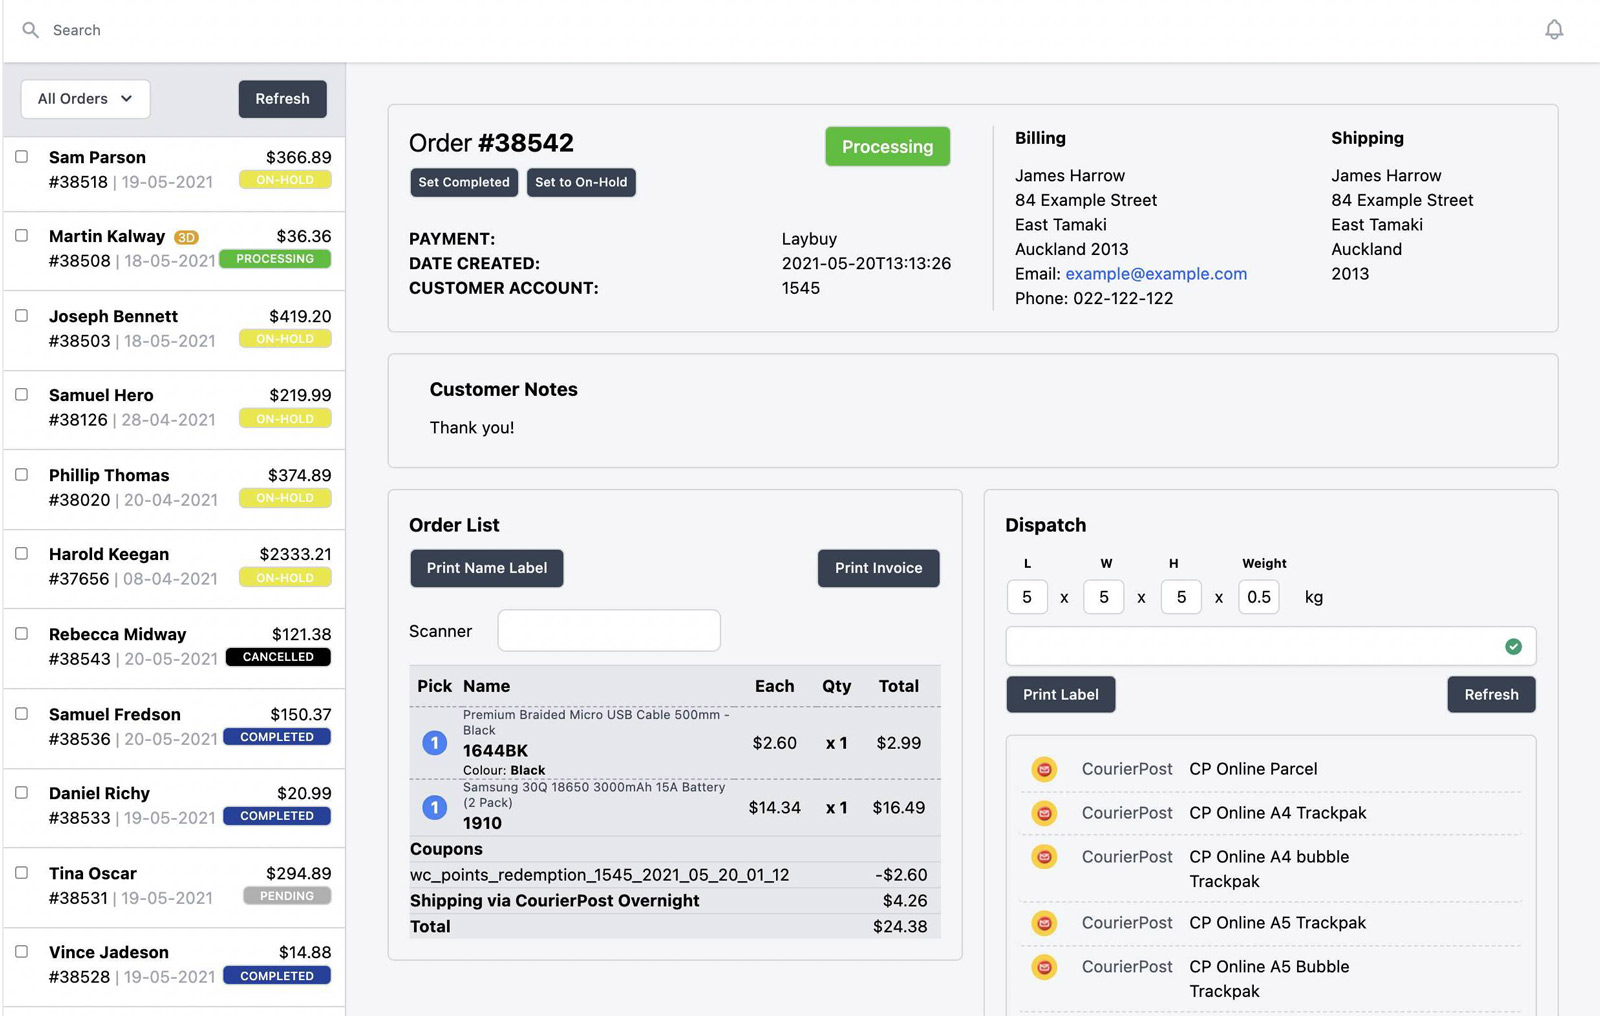 Search
All Orders
Refresh
Sam Parson $366.89
#38518 | 19-05-2021 ON-HOLD
Martin Kalway 3D $36.36
#38508 | 18-05-2021 PROCESSING
Joseph Bennett $419.20
#38503 | 18-05-2021 ON-HOLD
Samuel Hero $219.99
#38126 | 28-04-2021 ON-HOLD
Phillip Thomas $374.89
#38020 | 20-04-2021 ON-HOLD
Harold Keegan $2333.21
#37656 | 08-04-2021 ON-HOLD
Rebecca Midway $121.38
#38543 | 20-05-2021 CANCELLED
Samuel Fredson $150.37
#38536 | 20-05-2021 COMPLETED
Daniel Richy $20.99
#38533 | 19-05-2021 COMPLETED
Tina Oscar $294.89
#38531 | 19-05-2021 PENDING
Vince Jadeson $14.88
#38528 | 19-05-2021 COMPLETED
Order #38542
Processing
Set Completed Set to On-Hold
PAYMENT: Laybuy
DATE CREATED: 2021-05-20T13:13:26
CUSTOMER ACCOUNT: 1545
Billing
James Harrow
84 Example Street
East Tamaki
Auckland 2013
Email: example@example.com
Phone: 022-122-122
Shipping
James Harrow
84 Example Street
East Tamaki
Auckland
2013
Customer Notes
Thank you!
Order List
Print Name Label Print Invoice
Scanner
Pick Name Each Qty Total
Premium Braided Micro USB Cable 500mm -
Black
1 1644BK $2.60 x 1 $2.99
Colour: Black
Samsung 30Q 18650 3000mAh 15A Battery
(2 Pack)
1 1910 $14.34 x 1 $16.49
Coupons
wc_points_redemption_1545_2021_05_20_01_12 -$2.60
Shipping via CourierPost Overnight $4.26
Total $24.38
Dispatch
L W H Weight
5 x 5 x 5 x 0.5 kg
Print Label Refresh
CourierPost CP Online Parcel
CourierPost CP Online A4 Trackpak
CourierPost CP Online A4 bubble
Trackpak
CourierPost CP Online A5 Trackpak
CourierPost CP Online A5 Bubble
Trackpak